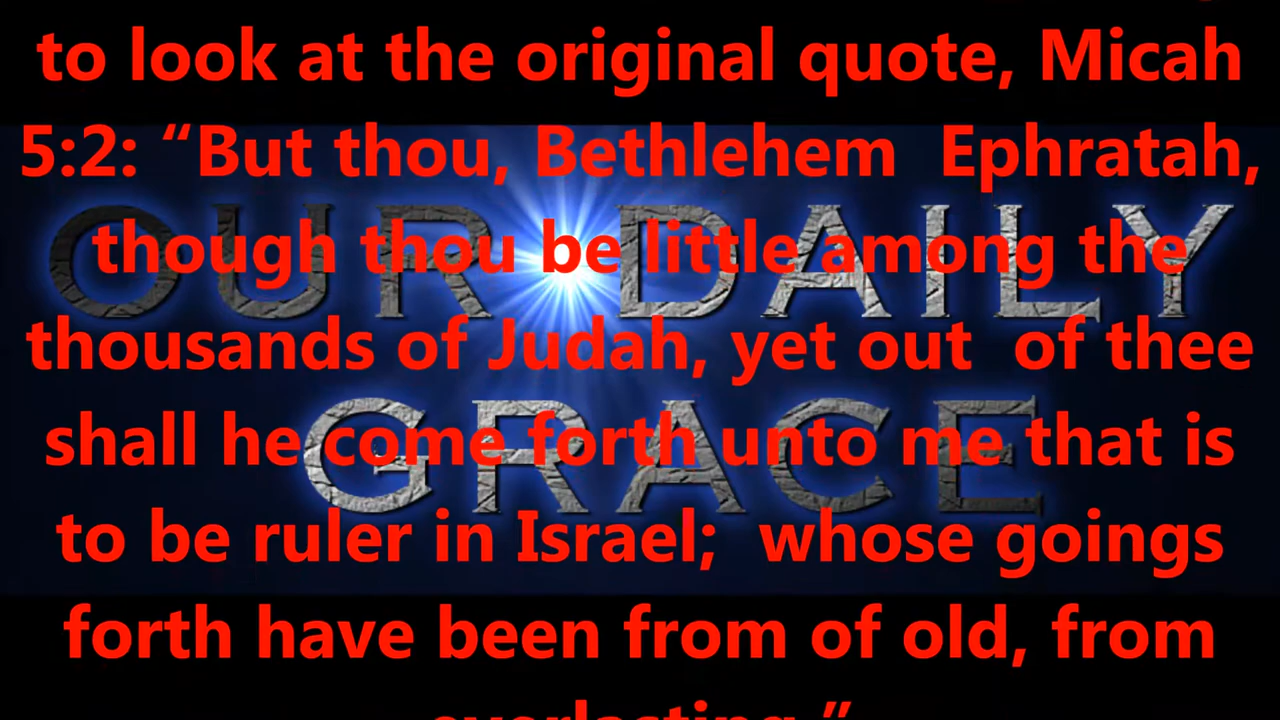 to look at the original quote, Micah
5:2: “But thou, Bethlehem Ephratah,
OUR DAILY
though thou be little among the
thousands of Judah, yet out of thee
GRACE
shall he come forth unto me that is
to be ruler in Israel; whose goings
forth have been from of old, from
everlasting.”